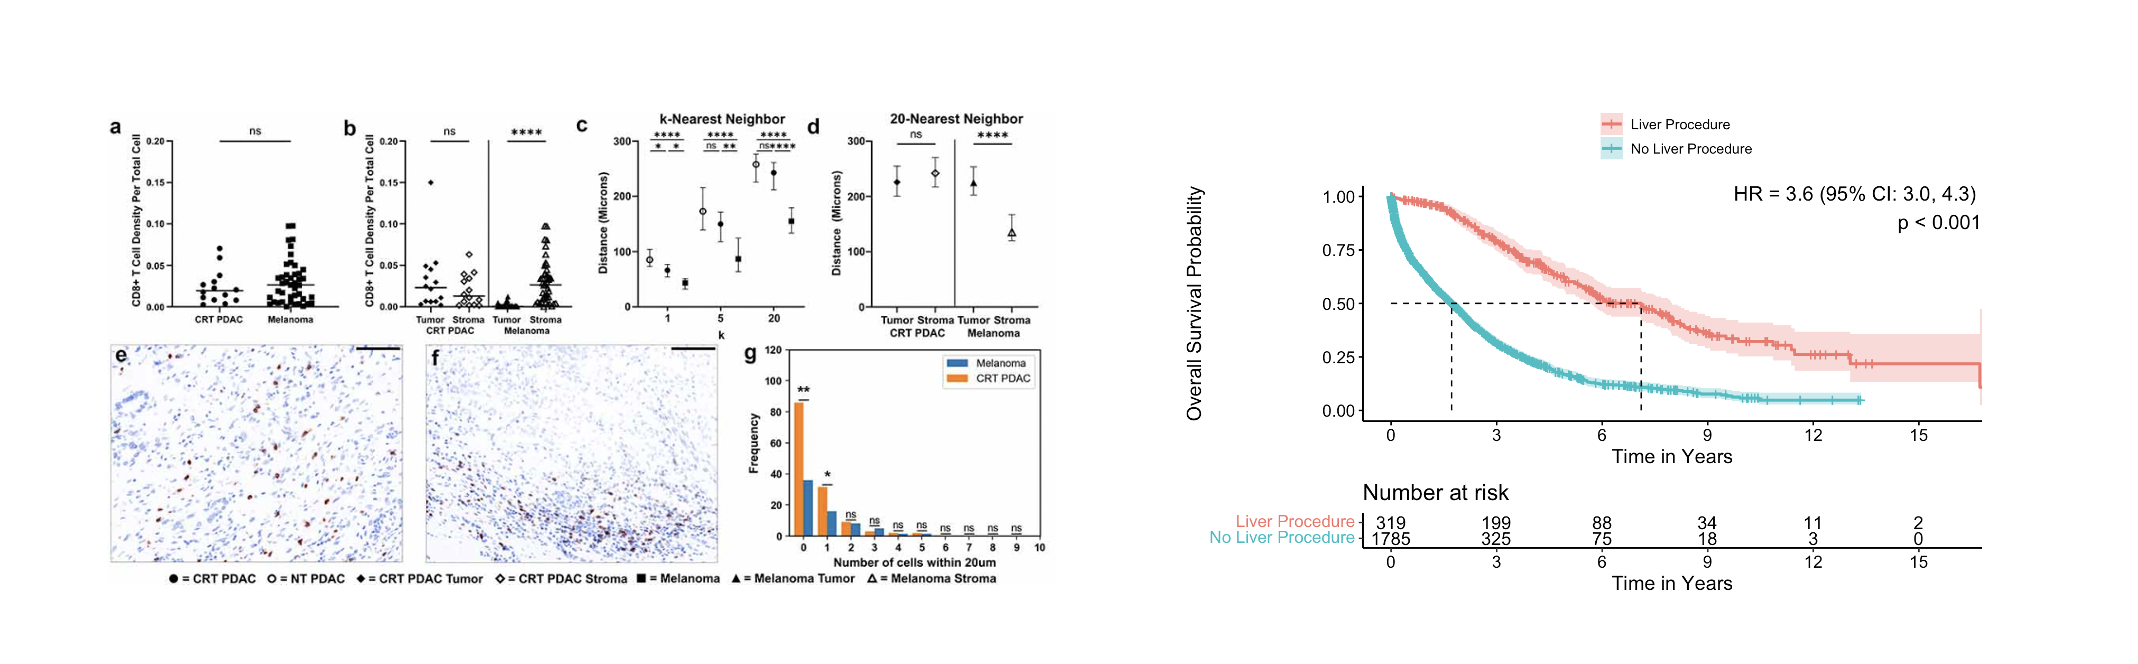 a
CD8+ T Cell Density Per Total Cell
0.20
0.15
0.10
0.05
0.00
ns
CRT PDAC
Melanoma
b
CD8+ T Cell Density Per Total Cell
0.20
0.15
0.10
0.05
0.00
ns
****
Tumor Stroma Tumor Stroma
CRT PDAC Melanoma
c
k-Nearest Neighbor
Distance (Microns)
300
200
100
0
**** **** ****
* * ns ** ns ****
1 5 20
k
d
20-Nearest Neighbor
Distance (Microns)
300
200
100
0
ns
****
Tumor Stroma Tumor Stroma
CRT PDAC Melanoma
e
f
g
Frequency
120
100
80
60
40
20
0
Melanoma
CRT PDAC
**
*
ns ns ns ns ns ns ns ns
0 1 2 3 4 5 6 7 8 9 10
Number of cells within 20um
= CRT PDAC = NT PDAC = CRT PDAC Tumor = CRT PDAC Stroma = Melanoma = Melanoma Tumor = Melanoma Stroma
Liver Procedure
No Liver Procedure
Overall Survival Probability
1.00
0.75
0.50
0.25
0.00
HR = 3.6 (95% CI: 3.0, 4.3)
p < 0.001
0 3 6 9 12 15
Time in Years
Number at risk
Liver Procedure 319 199 88 34 11 2
No Liver Procedure 1785 325 75 18 3 0
0 3 6 9 12 15
Time in Years